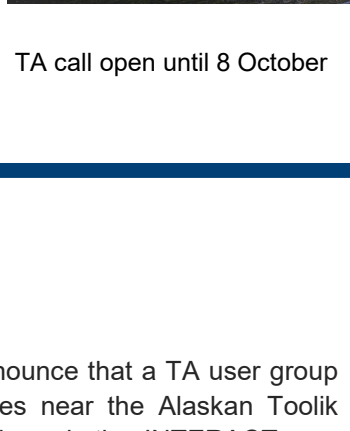 TA call open until 8 October
nounce that a TA user group
es near the Alaskan Toolik